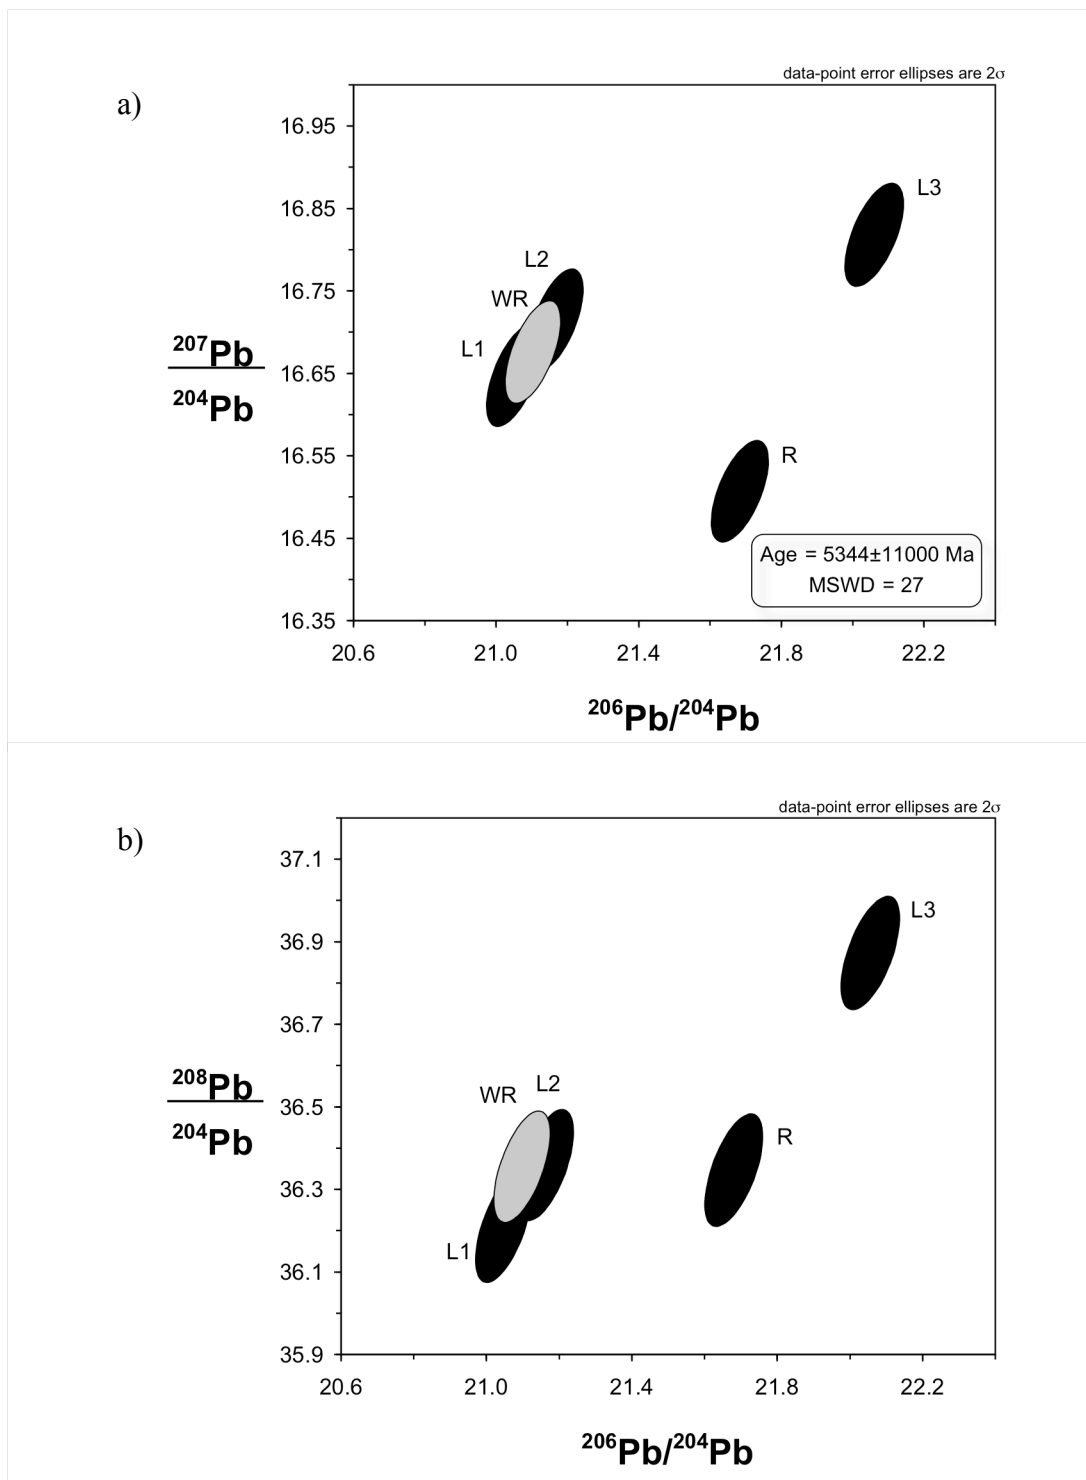 data-point error ellipses are 2σ
a)
16.95
16.85
16.75
16.65
16.55
16.45
16.35
²⁰⁷Pb
²⁰⁴Pb
L3
L2
WR
L1
R
Age = 5344±11000 Ma
MSWD = 27
20.6 21.0 21.4 21.8 22.2
²⁰⁶Pb/²⁰⁴Pb
data-point error ellipses are 2σ
b)
37.1
36.9
36.7
36.5
36.3
36.1
35.9
²⁰⁸Pb
²⁰⁴Pb
L3
WR
L2
R
L1
20.6 21.0 21.4 21.8 22.2
²⁰⁶Pb/²⁰⁴Pb